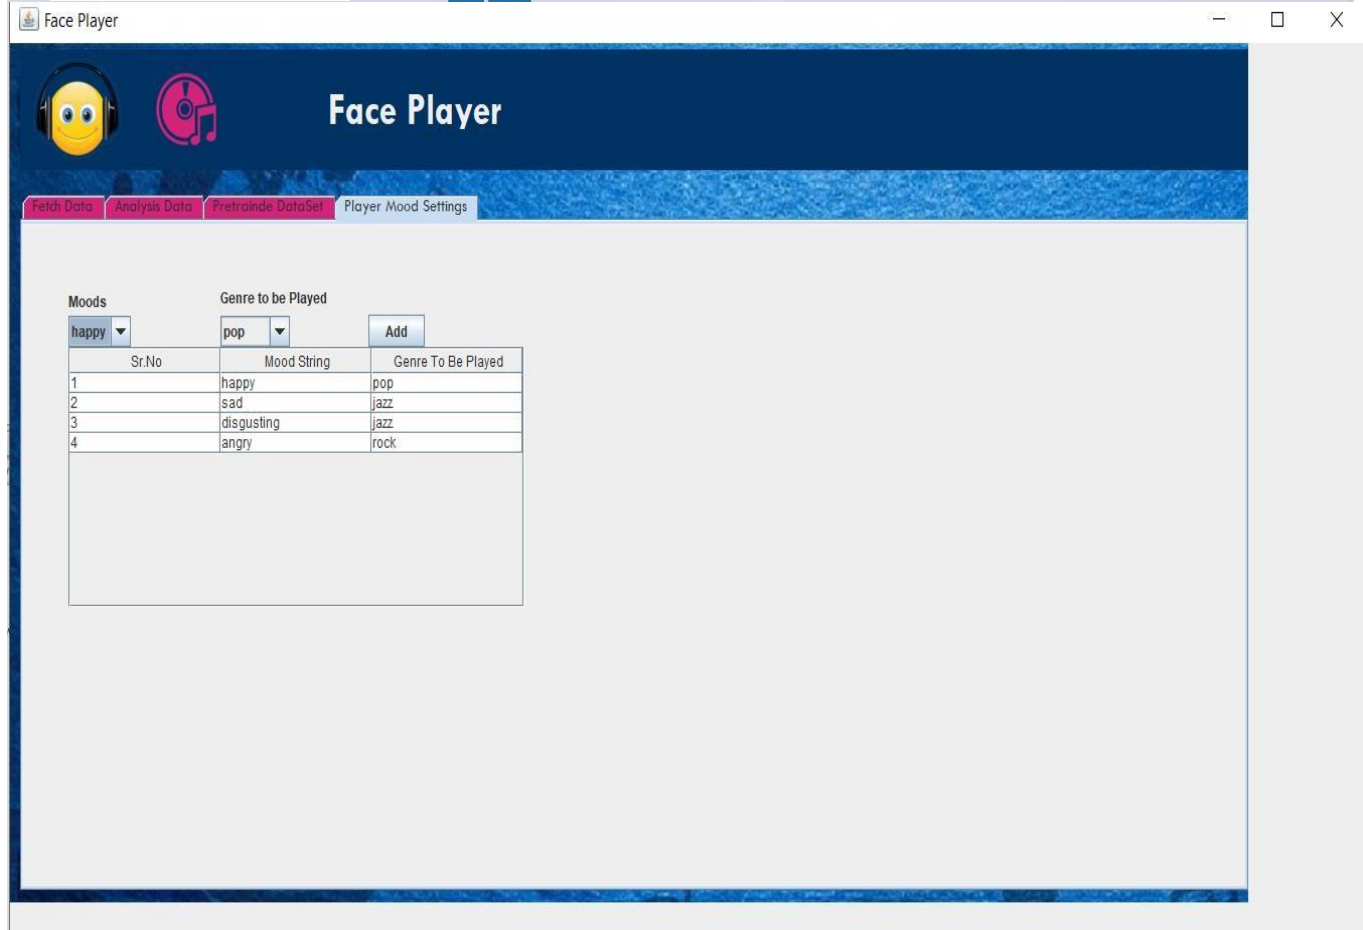 Face Player
Face Player
Fetch Data Analysis Data Pretrainde DataSet Player Mood Settings
Moods Genre to be Played
happy pop Add
Sr.No Mood String Genre To Be Played
1 happy pop
2 sad jazz
3 disgusting jazz
4 angry rock